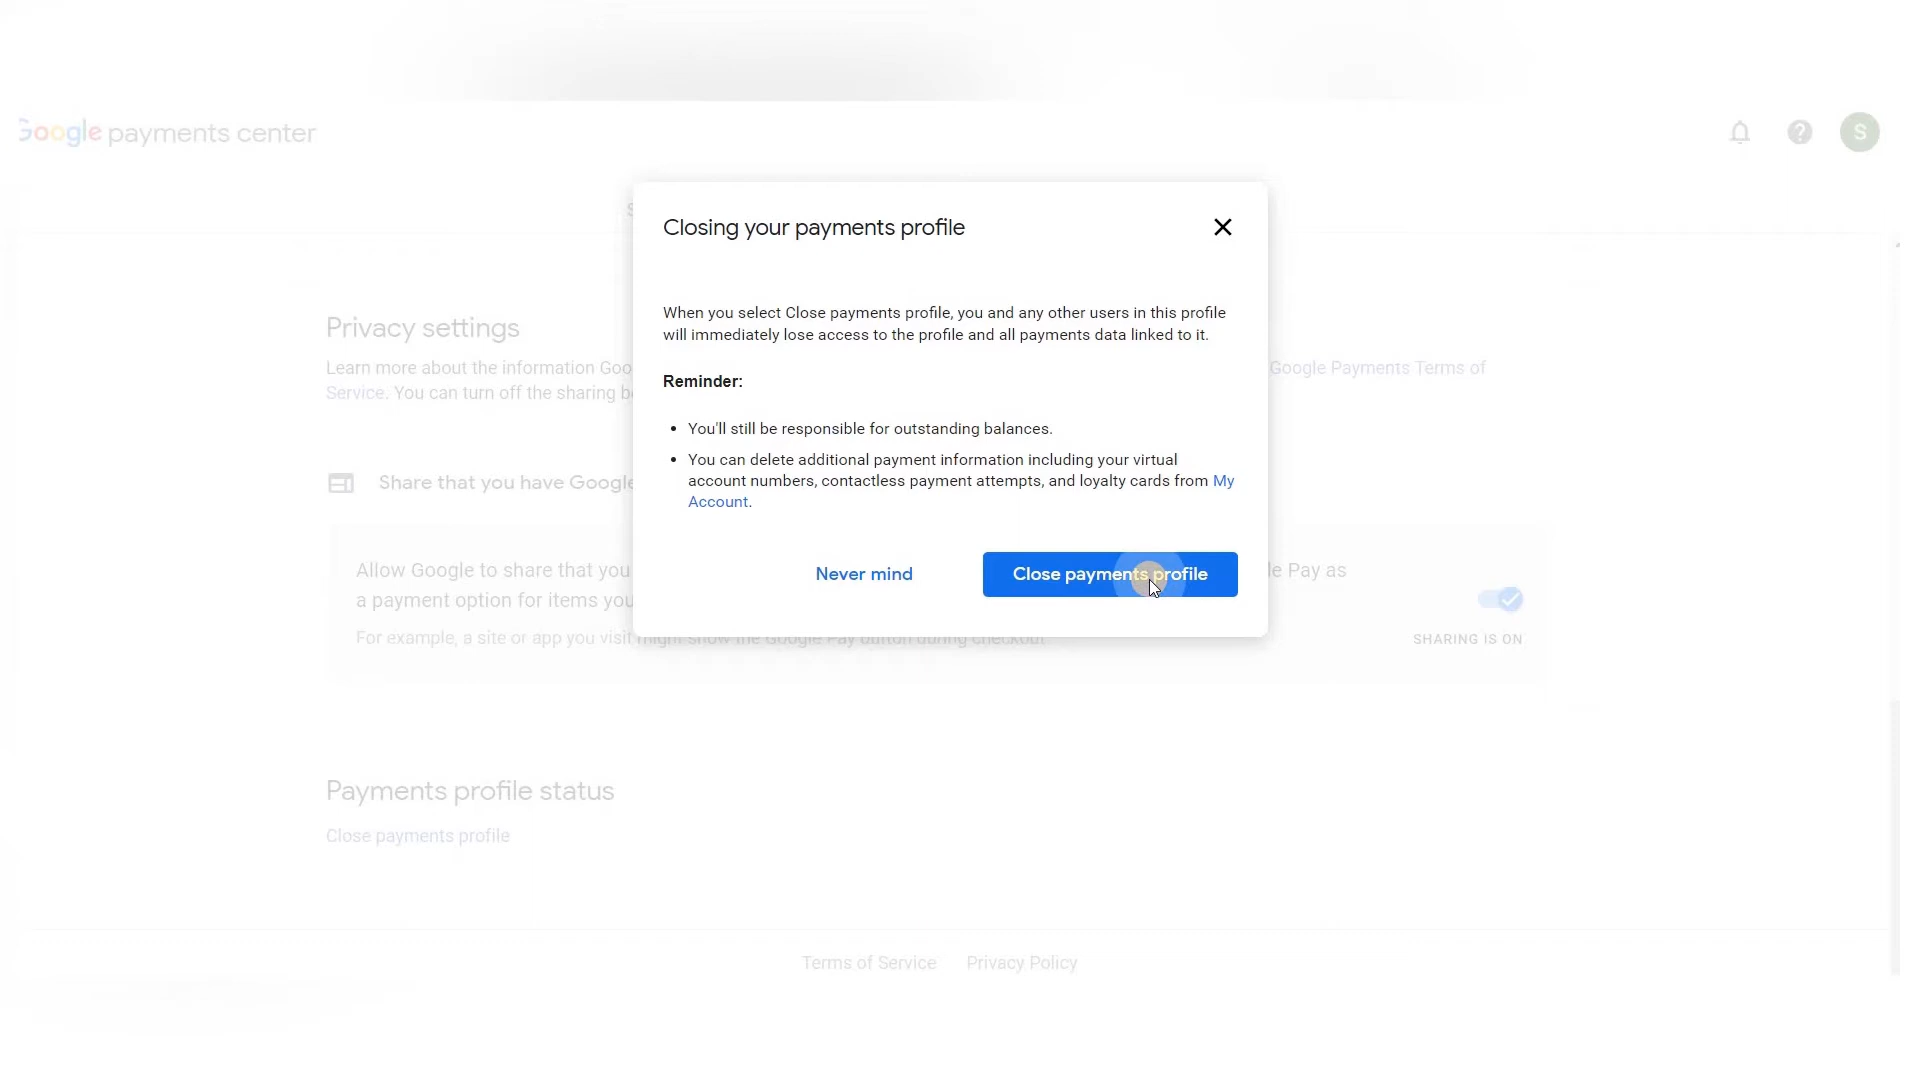 Google payments center
S
Closing your payments profile
When you select Close payments profile, you and any other users in this profile
will immediately lose access to the profile and all payments data linked to it.
Reminder:
• You'll still be responsible for outstanding balances.
• You can delete additional payment information including your virtual
account numbers, contactless payment attempts, and loyalty cards from My
Account.
Never mind
Close payments profile
Privacy settings
Learn more about the information Goo
Google Payments Terms of
Service. You can turn off the sharing be
Share that you have Google
Allow Google to share that you
le Pay as
a payment option for items you
For example, a site or app you visit might show the Google Pay button during checkout
SHARING IS ON
Payments profile status
Close payments profile
Terms of Service
Privacy Policy